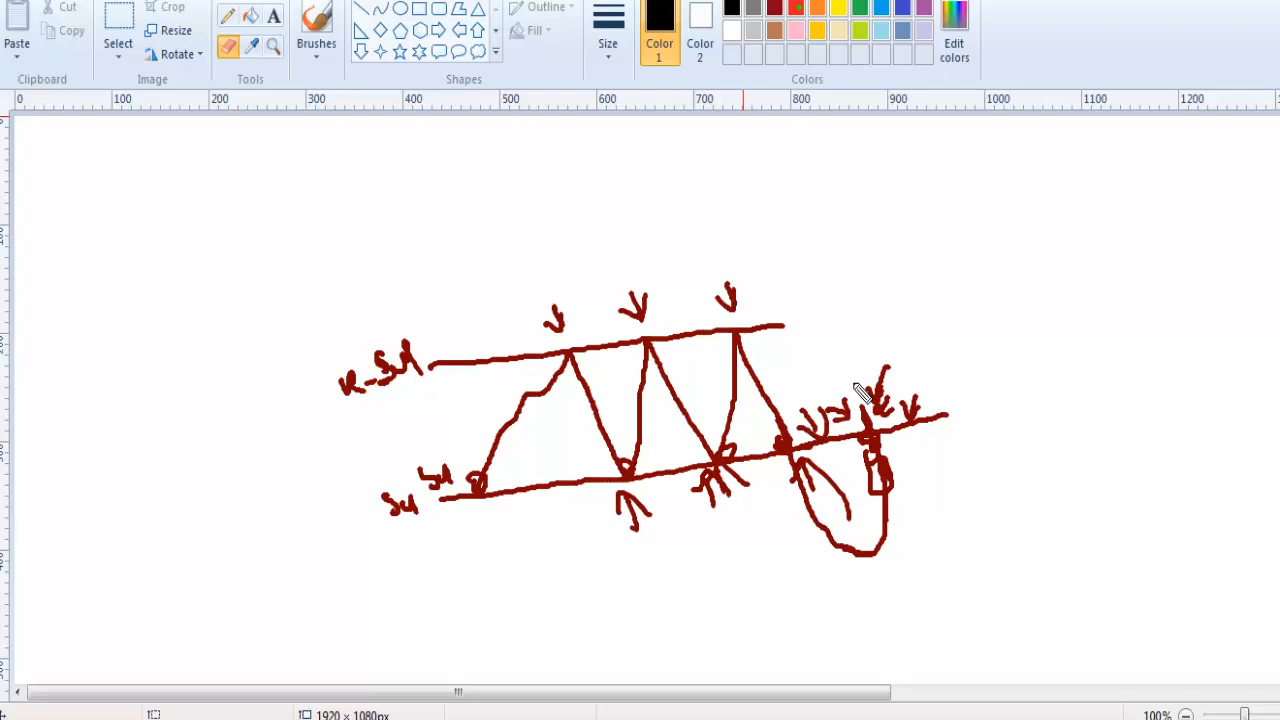 Cut
Copy
Paste
Clipboard
Select
Resize
Rotate
Image
Tools
Brushes
Shapes
Outline
Fill
Size
Color 1
Color 2
Edit colors
Colors
0 100 200 300 400 500 600 700 800 900 1000 1100 1200
1920 × 1080px
100%